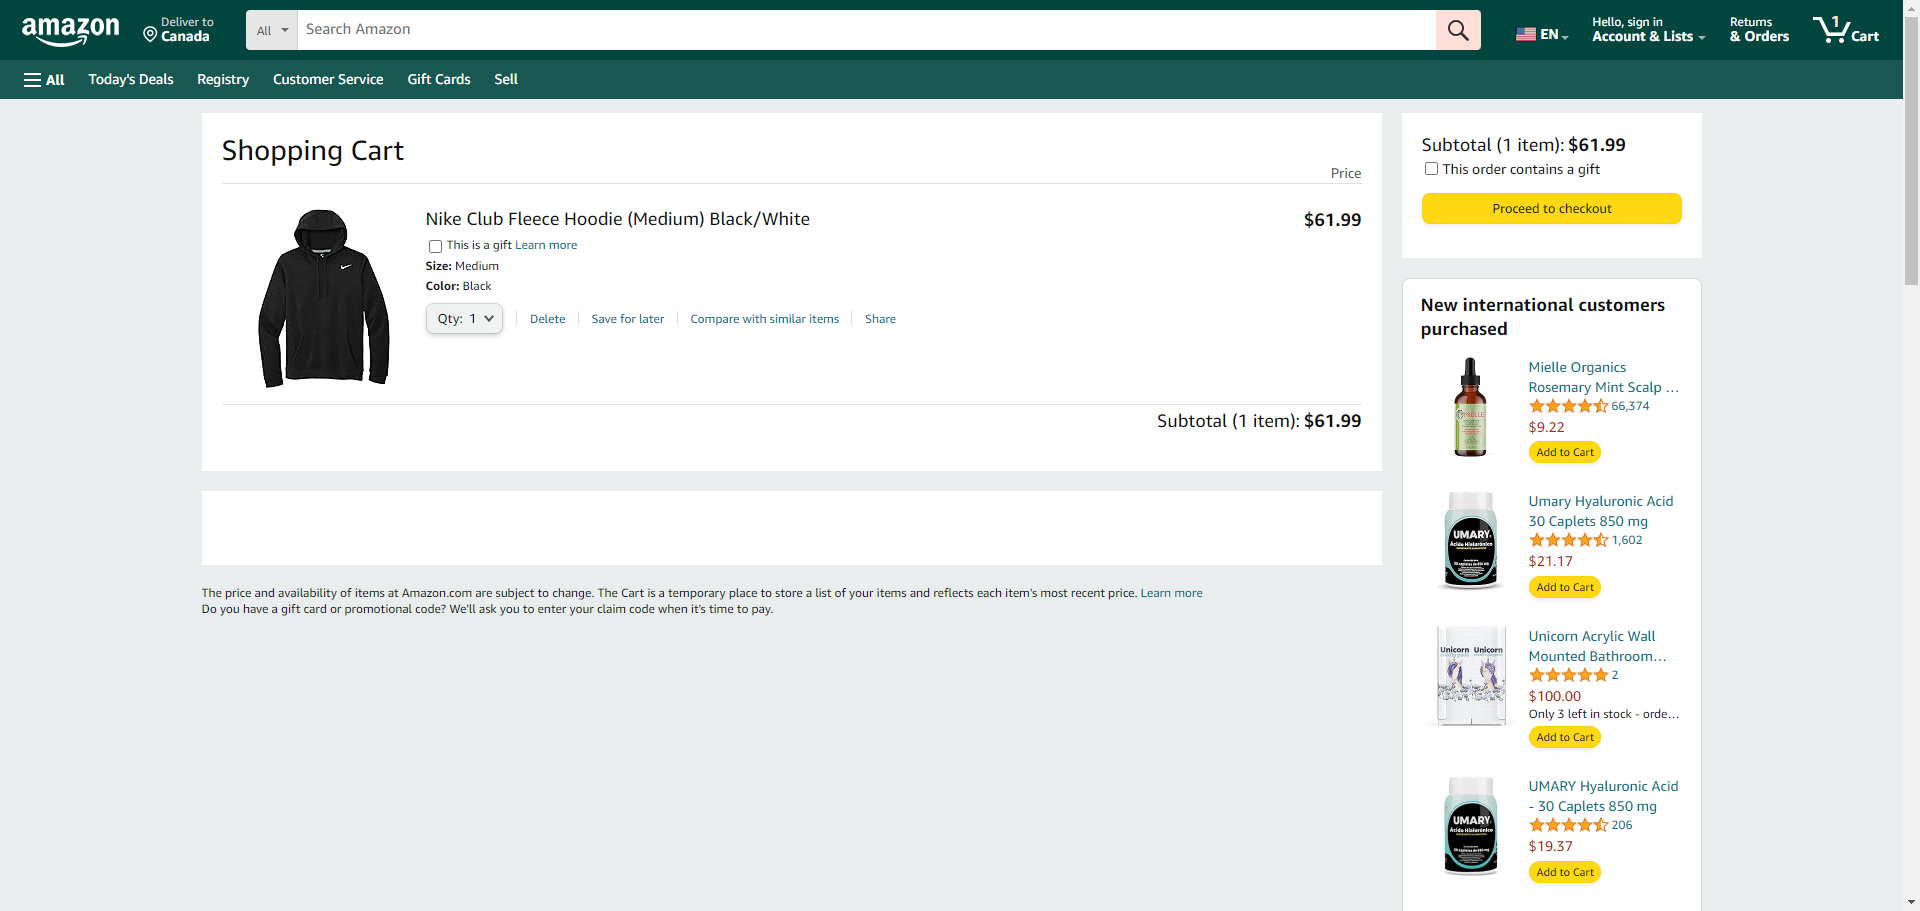 amazon
Deliver to
Canada
All
Search Amazon
EN
Hello, sign in
Account & Lists
Returns
& Orders
1
Cart
All
Today's Deals
Registry
Customer Service
Gift Cards
Sell
Shopping Cart
Price
Nike Club Fleece Hoodie (Medium) Black/White
$61.99
This is a gift Learn more
Size: Medium
Color: Black
Qty: 1
Delete
Save for later
Compare with similar items
Share
Subtotal (1 item): $61.99
The price and availability of items at Amazon.com are subject to change. The Cart is a temporary place to store a list of your items and reflects each item's most recent price. Learn more
Do you have a gift card or promotional code? We'll ask you to enter your claim code when it's time to pay.
Subtotal (1 item): $61.99
This order contains a gift
Proceed to checkout
New international customers
purchased
MIELLE
Mielle Organics
Rosemary Mint Scalp …
66,374
$9.22
Add to Cart
UMARY
Ácido Hialurónico
Umary Hyaluronic Acid
30 Caplets 850 mg
1,602
$21.17
Add to Cart
Unicorn Unicorn
Unicorn Acrylic Wall
Mounted Bathroom…
2
$100.00
Only 3 left in stock - orde…
Add to Cart
UMARY
Ácido Hialurónico
UMARY Hyaluronic Acid
- 30 Caplets 850 mg
206
$19.37
Add to Cart